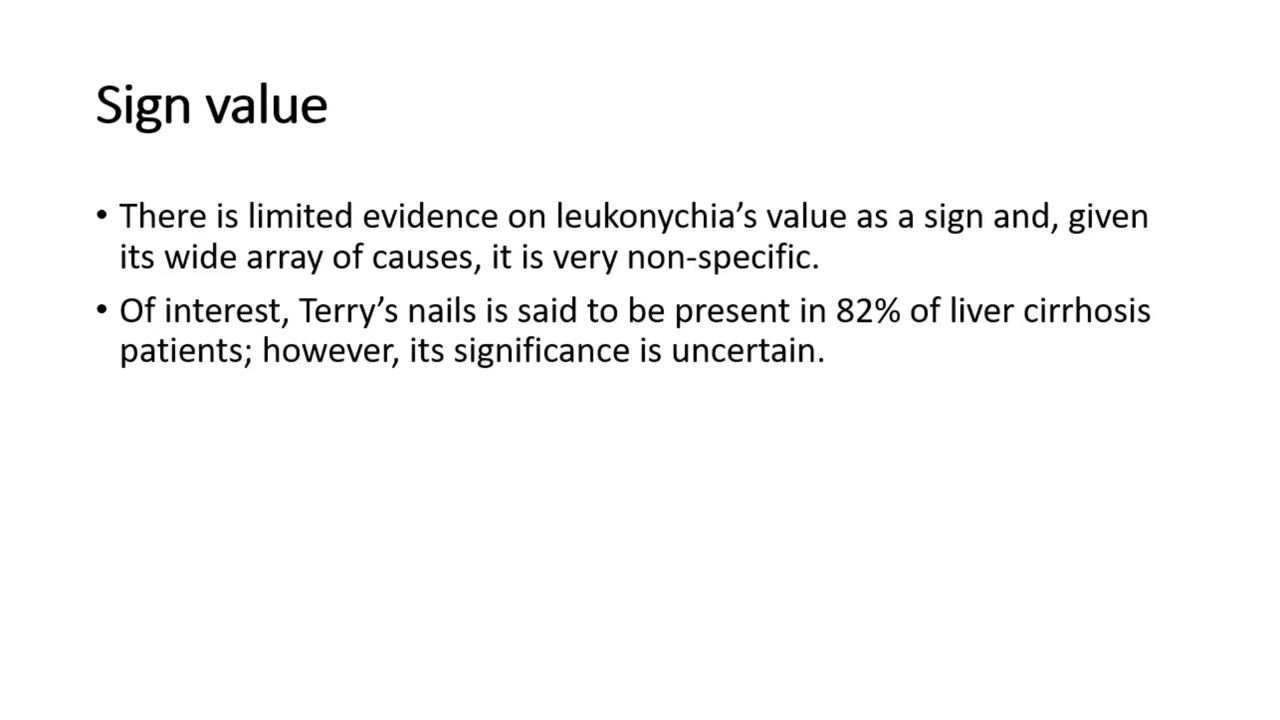 Sign value
• There is limited evidence on leukonychia’s value as a sign and, given
its wide array of causes, it is very non-specific.
• Of interest, Terry’s nails is said to be present in 82% of liver cirrhosis
patients; however, its significance is uncertain.